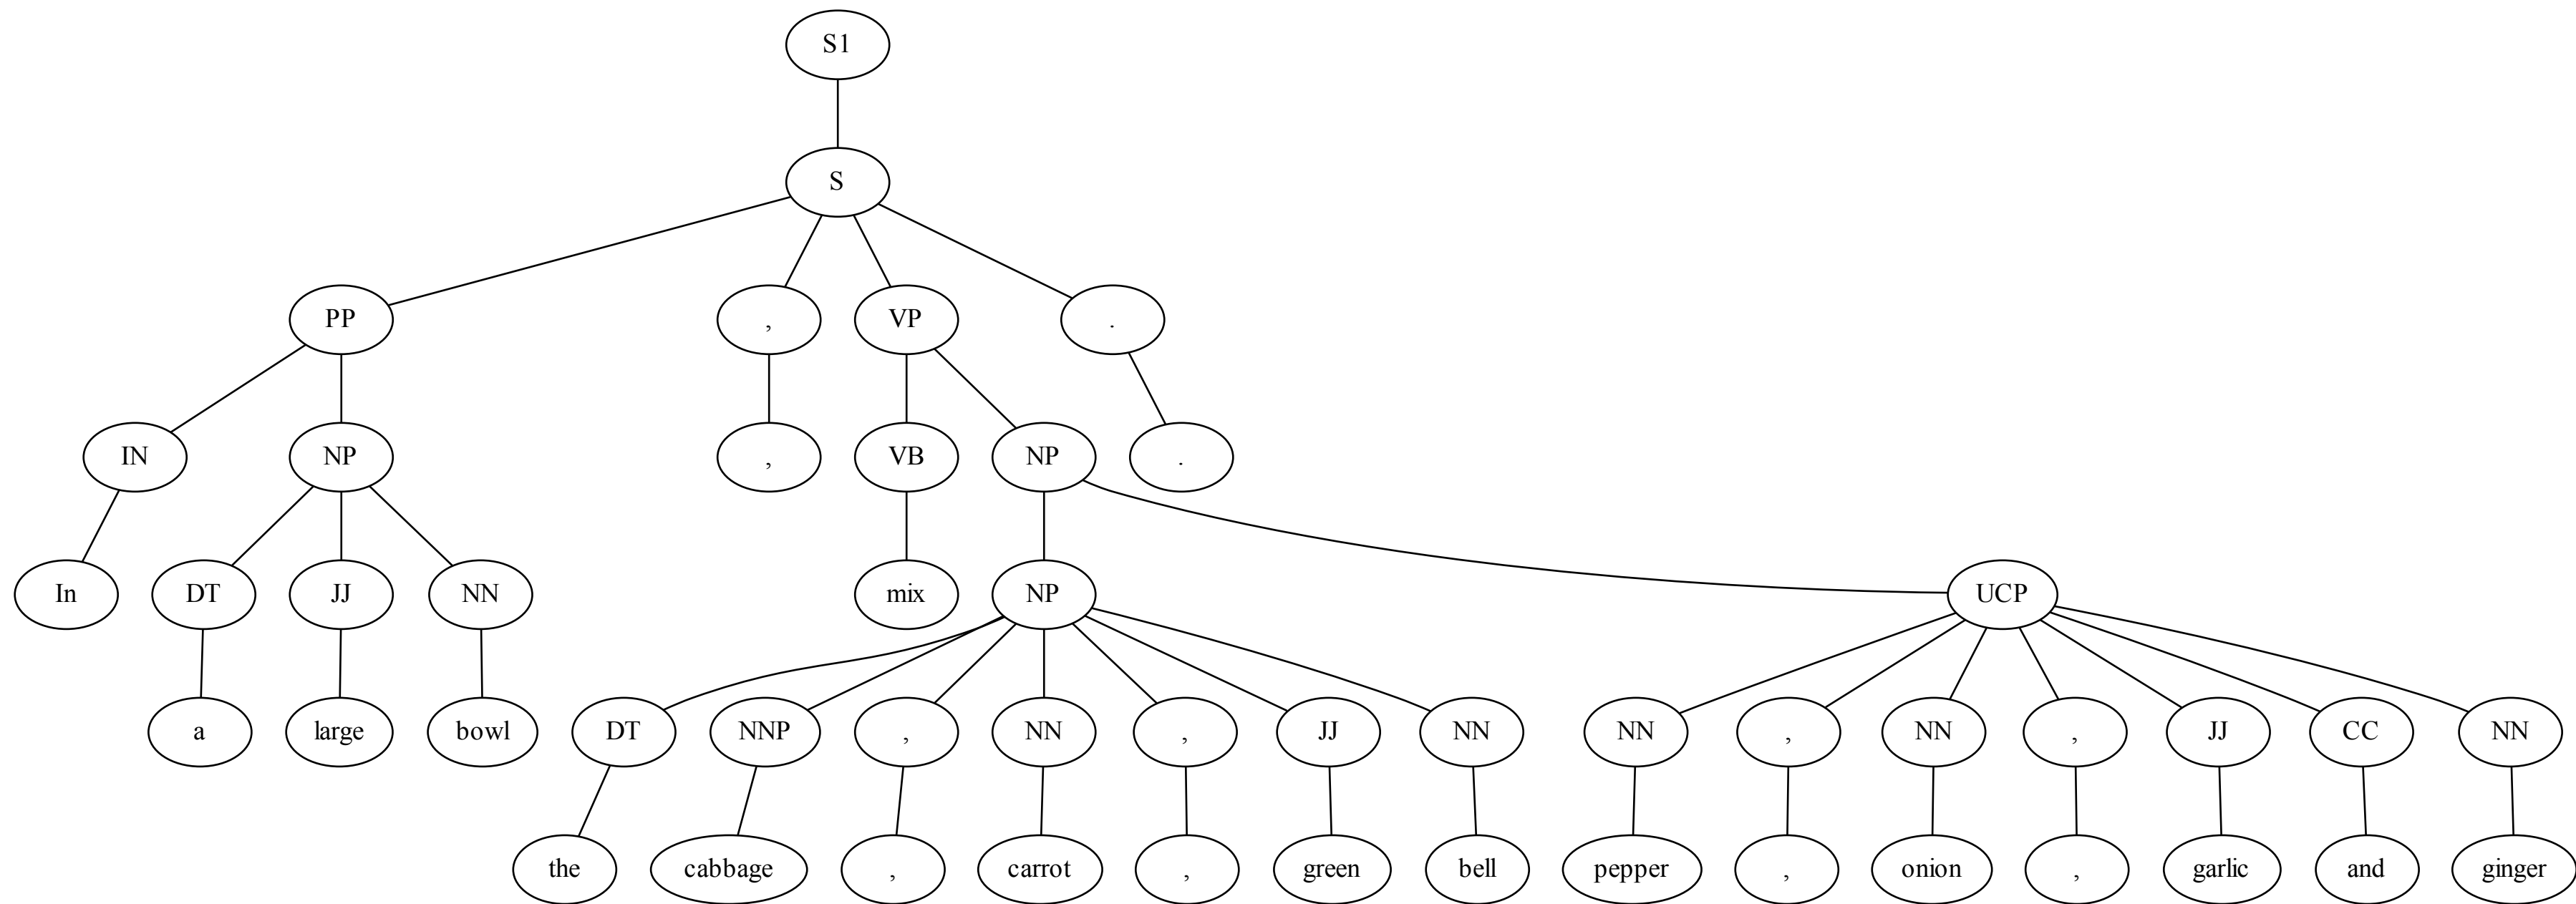 S1
S
PP , VP .
IN NP , VB NP .
In DT JJ NN mix NP UCP
a large bowl DT NNP , NN , JJ NN NN , NN , JJ CC NN
the cabbage , carrot , green bell pepper , onion , garlic and ginger